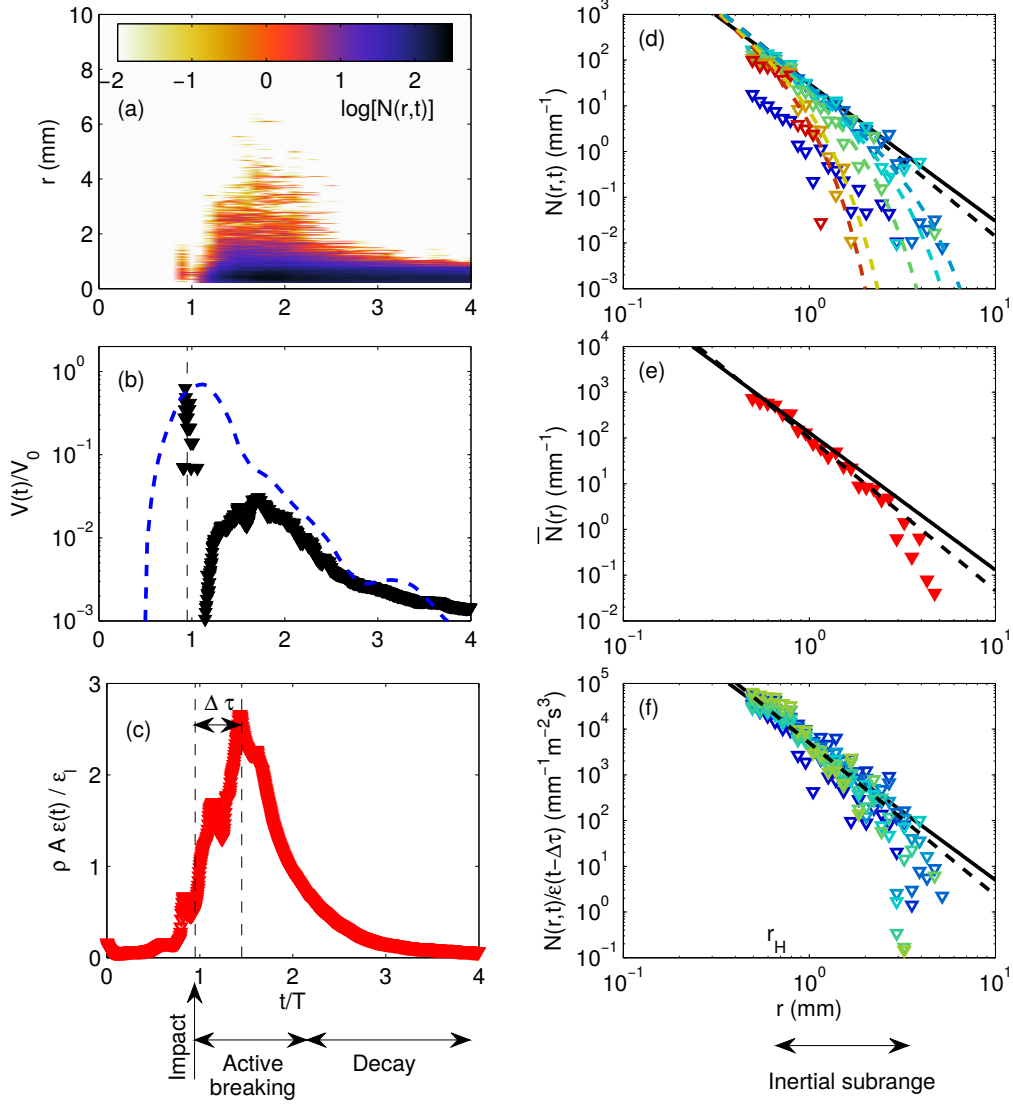 10
8
6
4
2
0
r (mm)
−2 −1 0 1 2
(a) log[N(r,t)]
0 1 2 3 4
10^0
10^−1
10^−2
10^−3
V(t)/V_0
(b)
0 1 2 3 4
3
2
1
0
ρ A ε(t) / ε_l
(c)
Δ τ
0 1 2 3 4
t/T
Impact
Active
breaking
Decay
10^3
10^2
10^1
10^0
10^−1
10^−2
10^−3
N(r,t) (mm^−1)
(d)
10^−1 10^0 10^1
10^4
10^3
10^2
10^1
10^0
10^−1
10^−2
N̅(r) (mm^−1)
(e)
10^−1 10^0 10^1
10^5
10^4
10^3
10^2
10^1
10^0
10^−1
N(r,t)/ε(t−Δτ) (mm^−1m^−2s^3)
(f)
r_H
10^−1 10^0 10^1
r (mm)
Inertial subrange